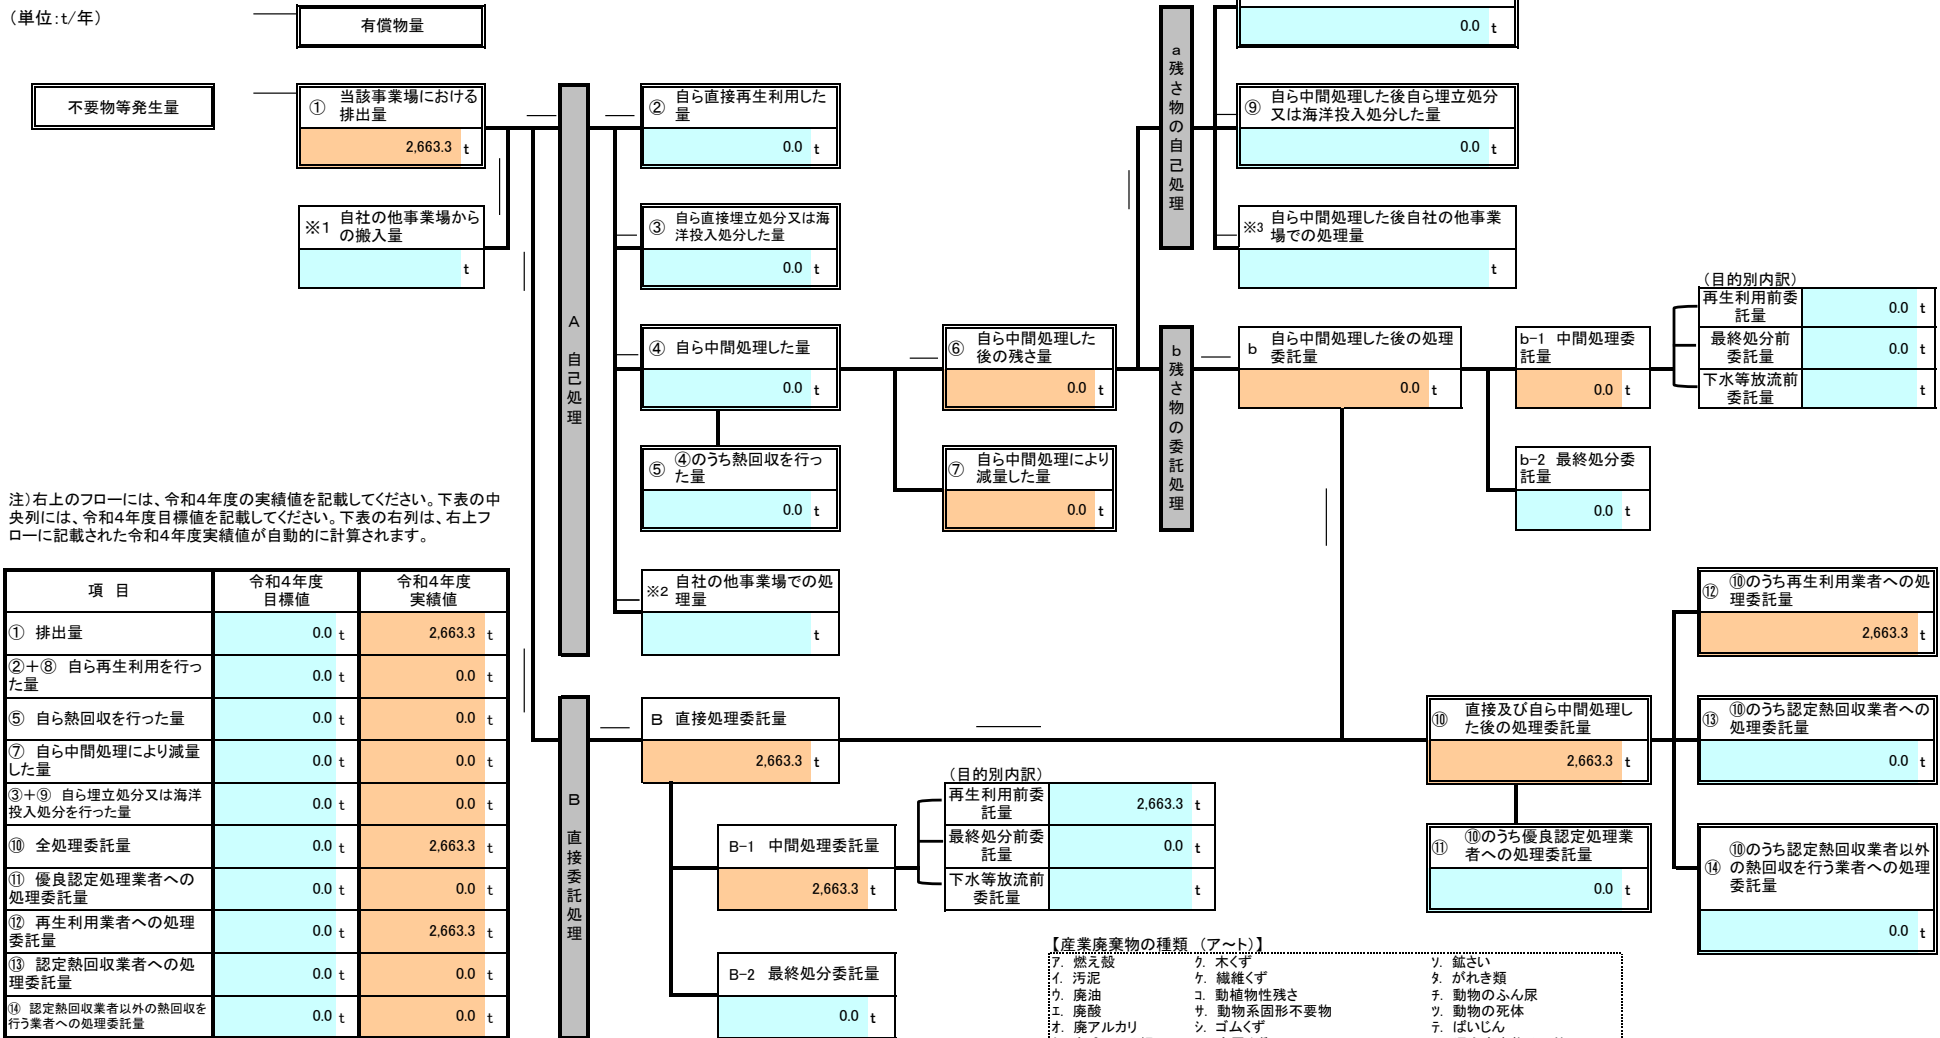 （単位：t/年）
有償物量
0.0 t
不要物等発生量
① 当該事業場における
排出量
2,663.3 t
※1 自社の他事業場から
の搬入量
t
A 自己処理
② 自ら直接再生利用した
量
0.0 t
③ 自ら直接埋立処分又は海
洋投入処分した量
0.0 t
④ 自ら中間処理した量
0.0 t
⑤ ④のうち熱回収を行っ
た量
0.0 t
※2 自社の他事業場での処
理量
t
⑥ 自ら中間処理した
後の残さ量
0.0 t
⑦ 自ら中間処理により
減量した量
0.0 t
a 残さ物の自己処理
⑨ 自ら中間処理した後自ら埋立処分
又は海洋投入処分した量
0.0 t
※3 自ら中間処理した後自社の他事業
場での処理量
t
b 残さ物の委託処理
b 自ら中間処理した後の処理
委託量
0.0 t
b-1 中間処理委
託量
0.0 t
b-2 最終処分委
託量
0.0 t
（目的別内訳）
再生利用前委
託量
0.0 t
最終処分前
委託量
0.0 t
下水等放流前
委託量
t
注）右上のフローには、令和4年度の実績値を記載してください。下表の中
央列には、令和4年度目標値を記載してください。下表の右列は、右上フ
ローに記載された令和4年度実績値が自動的に計算されます。
項 目 令和4年度
目標値 令和4年度
実績値
① 排出量 0.0 t 2,663.3 t
②＋⑧ 自ら再生利用を行っ
た量 0.0 t 0.0 t
⑤ 自ら熱回収を行った量 0.0 t 0.0 t
⑦ 自ら中間処理により減量
した量 0.0 t 0.0 t
③＋⑨ 自ら埋立処分又は海洋
投入処分を行った量 0.0 t 0.0 t
⑩ 全処理委託量 0.0 t 2,663.3 t
⑪ 優良認定処理業者への
処理委託量 0.0 t 0.0 t
⑫ 再生利用業者への処理
委託量 0.0 t 2,663.3 t
⑬ 認定熱回収業者への処
理委託量 0.0 t 0.0 t
⑭ 認定熱回収業者以外の熱回収を
行う業者への処理委託量 0.0 t 0.0 t
B 直接委託処理
B 直接処理委託量
2,663.3 t
B-1 中間処理委託量
2,663.3 t
B-2 最終処分委託量
0.0 t
（目的別内訳）
再生利用前委
託量
2,663.3 t
最終処分前委
託量
0.0 t
下水等放流前
委託量
t
⑩ 直接及び自ら中間処理し
た後の処理委託量
2,663.3 t
⑪ ⑩のうち優良認定処理業
者への処理委託量
0.0 t
⑫ ⑩のうち再生利用業者への処
理委託量
2,663.3 t
⑬ ⑩のうち認定熱回収業者への
処理委託量
0.0 t
⑭ ⑩のうち認定熱回収業者以外
の熱回収を行う業者への処理
委託量
0.0 t
【産業廃棄物の種類 （ア～ト）】
ア. 燃え殻 ク. 木くず ソ. 鉱さい
イ. 汚泥 ケ. 繊維くず タ. がれき類
ウ. 廃油 コ. 動植物性残さ チ. 動物のふん尿
エ. 廃酸 サ. 動物系固形不要物 ツ. 動物の死体
オ. 廃アルカリ シ. ゴムくず テ. ばいじん